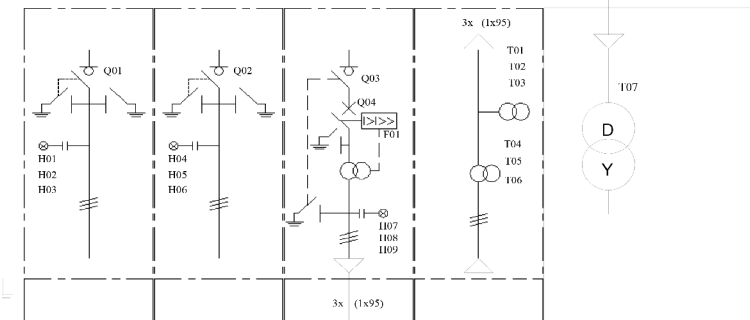 3x (1x95)
T01
T02
T03
T07
Q01
Q02
Q03
Q04
I>I>>
F01
D
Y
H01
H02
H03
H04
H05
H06
T04
T05
T06
H07
H08
H09
3x (1x95)